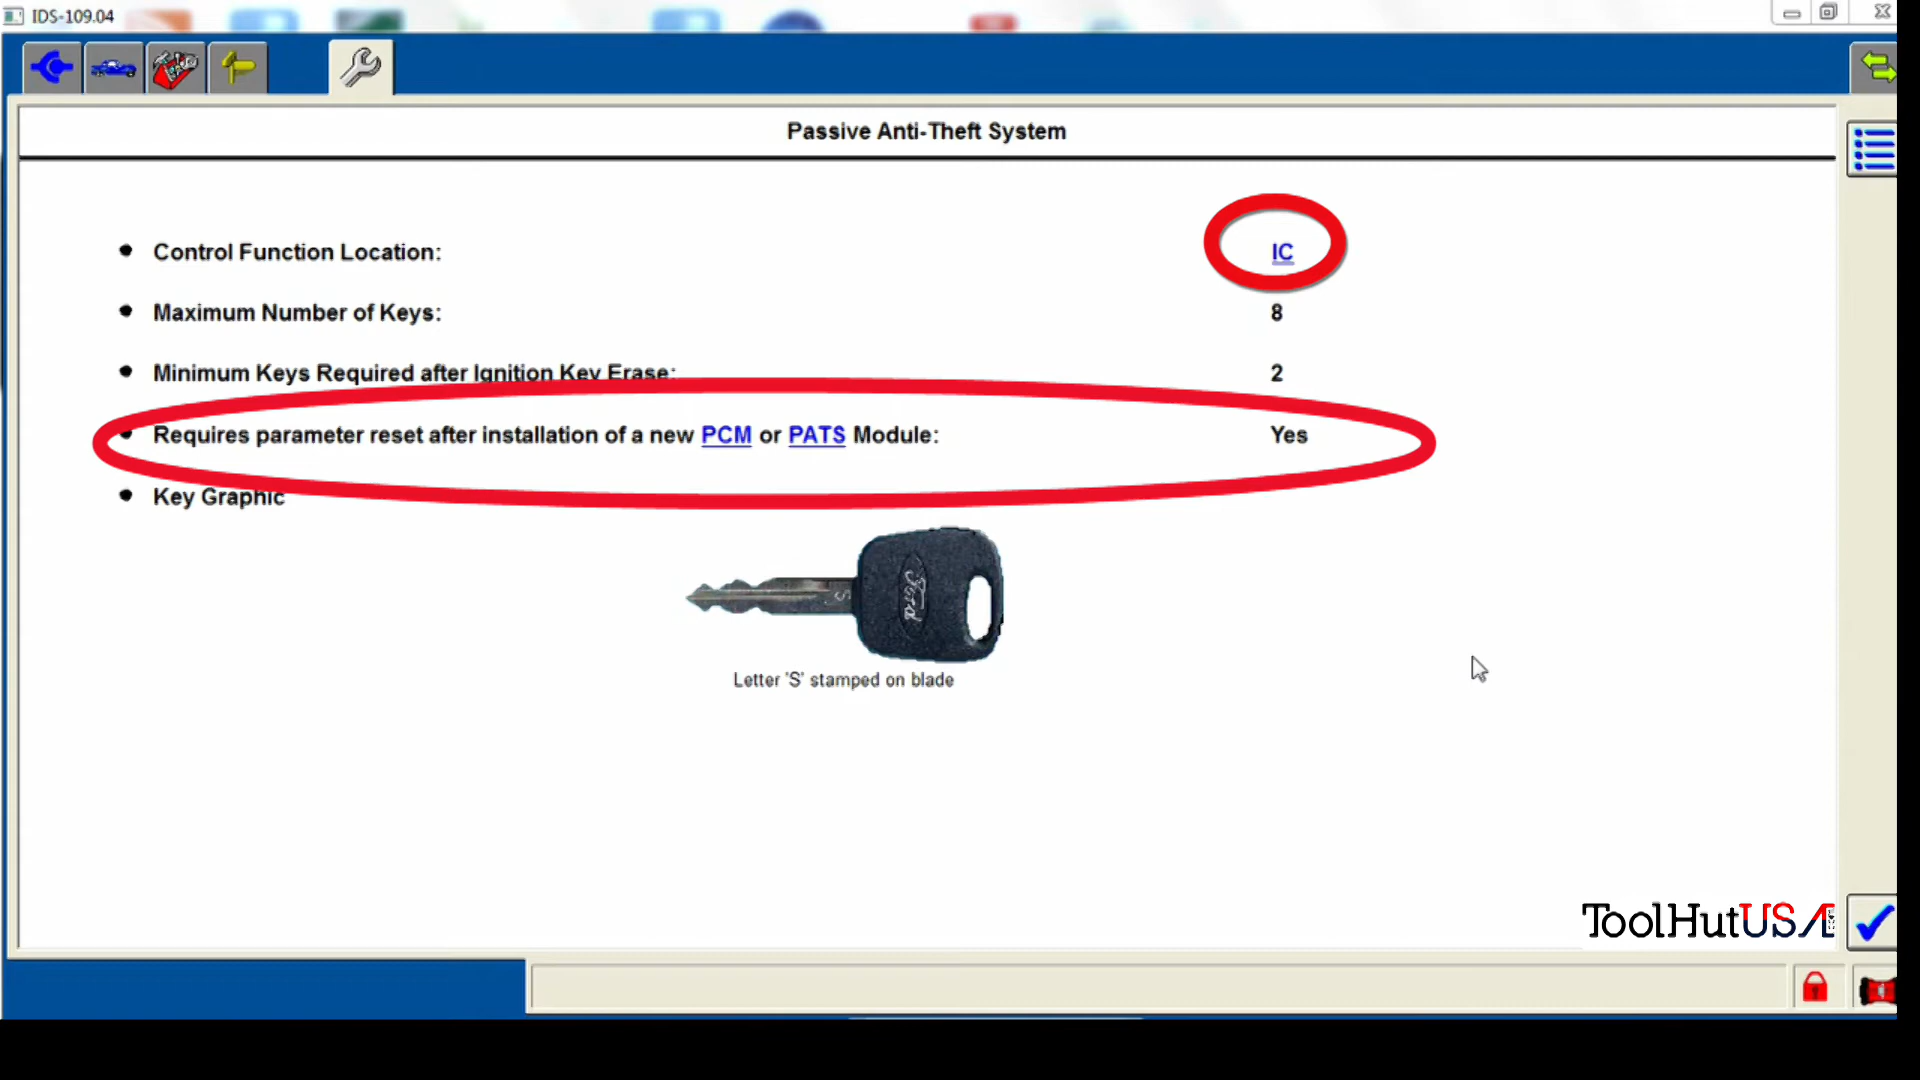 IDS-109.04
Passive Anti-Theft System
Control Function Location: IC
Maximum Number of Keys: 8
Minimum Keys Required after Ignition Key Erase: 2
Requires parameter reset after installation of a new PCM or PATS Module: Yes
Key Graphic
S
Ford
Letter 'S' stamped on blade
ToolHutUSA